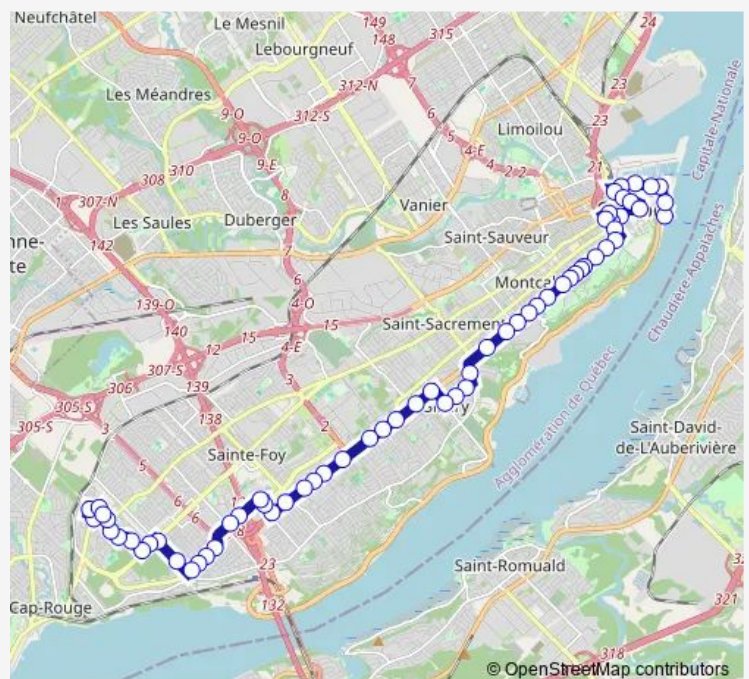 Neufchâtel
Le Mesnil
149
148
315
24
Lebourgneuf
7
312-N
23
Les Méandres
9-O
9-O
312-S
6
5
4-E
4
2
2
Limoilou
23
Capitale-Nationale
9-E
310
308
21
307-N
8
Vanier
Les Saules
Duberger
142
Saint-Sauveur
7
Chaudière-Appalaches
6
139-O
4-O
140
15
12
15
Saint-Sacrement
307-S
4-E
306
139
3
305-S
305-S
3
138
2
Agglomération de Québec
Saint-David-
de-L'Auberivière
Sainte-Foy
5
6
6
8
23
Saint-Romuald
Cap-Rouge
132
321
318
© OpenStreetMap contributors